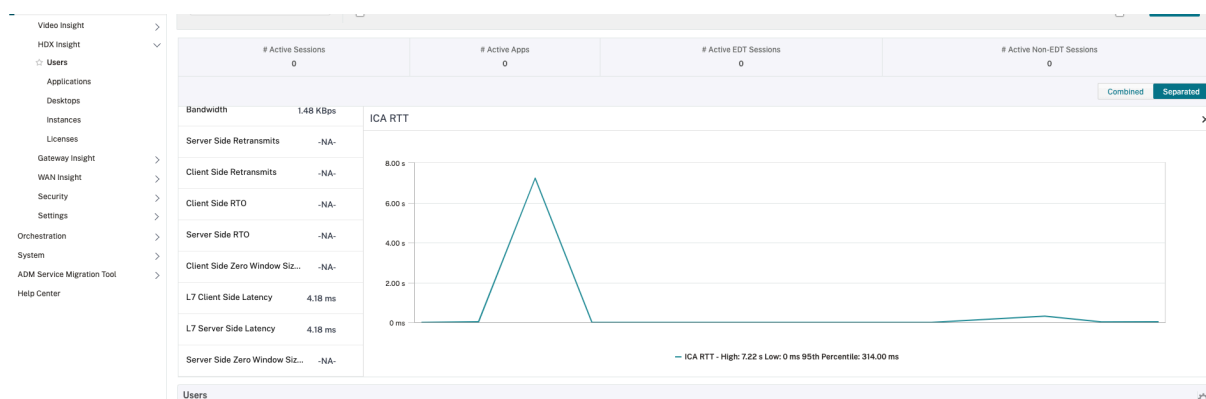 Video Insight
HDX Insight
Users
Applications
Desktops
Instances
Licenses
Gateway Insight
WAN Insight
Security
Settings
Orchestration
System
ADM Service Migration Tool
Help Center
# Active Sessions
0
# Active Apps
0
# Active EDT Sessions
0
# Active Non-EDT Sessions
0
Combined Separated
Bandwidth 1.48 KBps
Server Side Retransmits -NA-
Client Side Retransmits -NA-
Client Side RTO -NA-
Server Side RTO -NA-
Client Side Zero Window Siz... -NA-
L7 Client Side Latency 4.18 ms
L7 Server Side Latency 4.18 ms
Server Side Zero Window Siz... -NA-
ICA RTT
8.00 s
6.00 s
4.00 s
2.00 s
0 ms
ICA RTT - High: 7.22 s Low: 0 ms 95th Percentile: 314.00 ms
Users